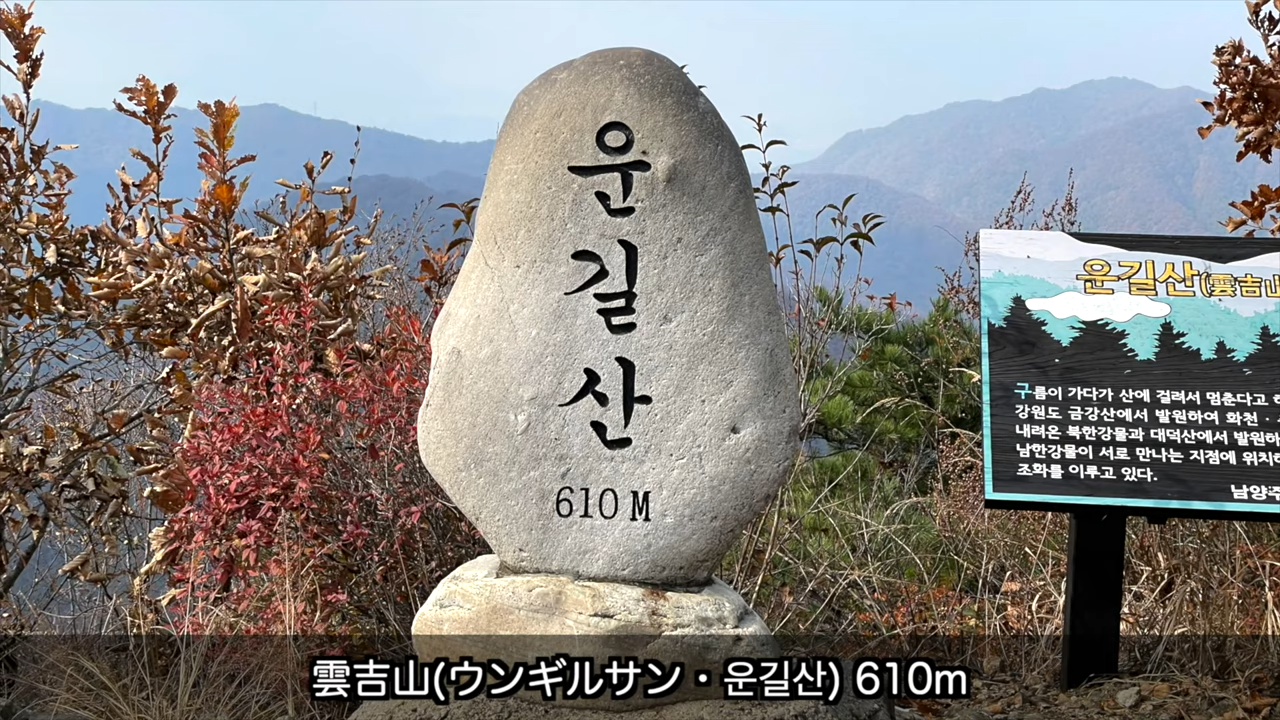 운
길
산
610 M
운길산(雲吉山
구름이 가다가 산에 걸려서 멈춘다고
강원도 금강산에서 발원하여 화천 ·
내려온 북한강물과 대덕산에서 발원하
남한강물이 서로 만나는 지점에 위치하
조화를 이루고 있다.
남양주
雲吉山(ウンギルサン・운길산) 610m